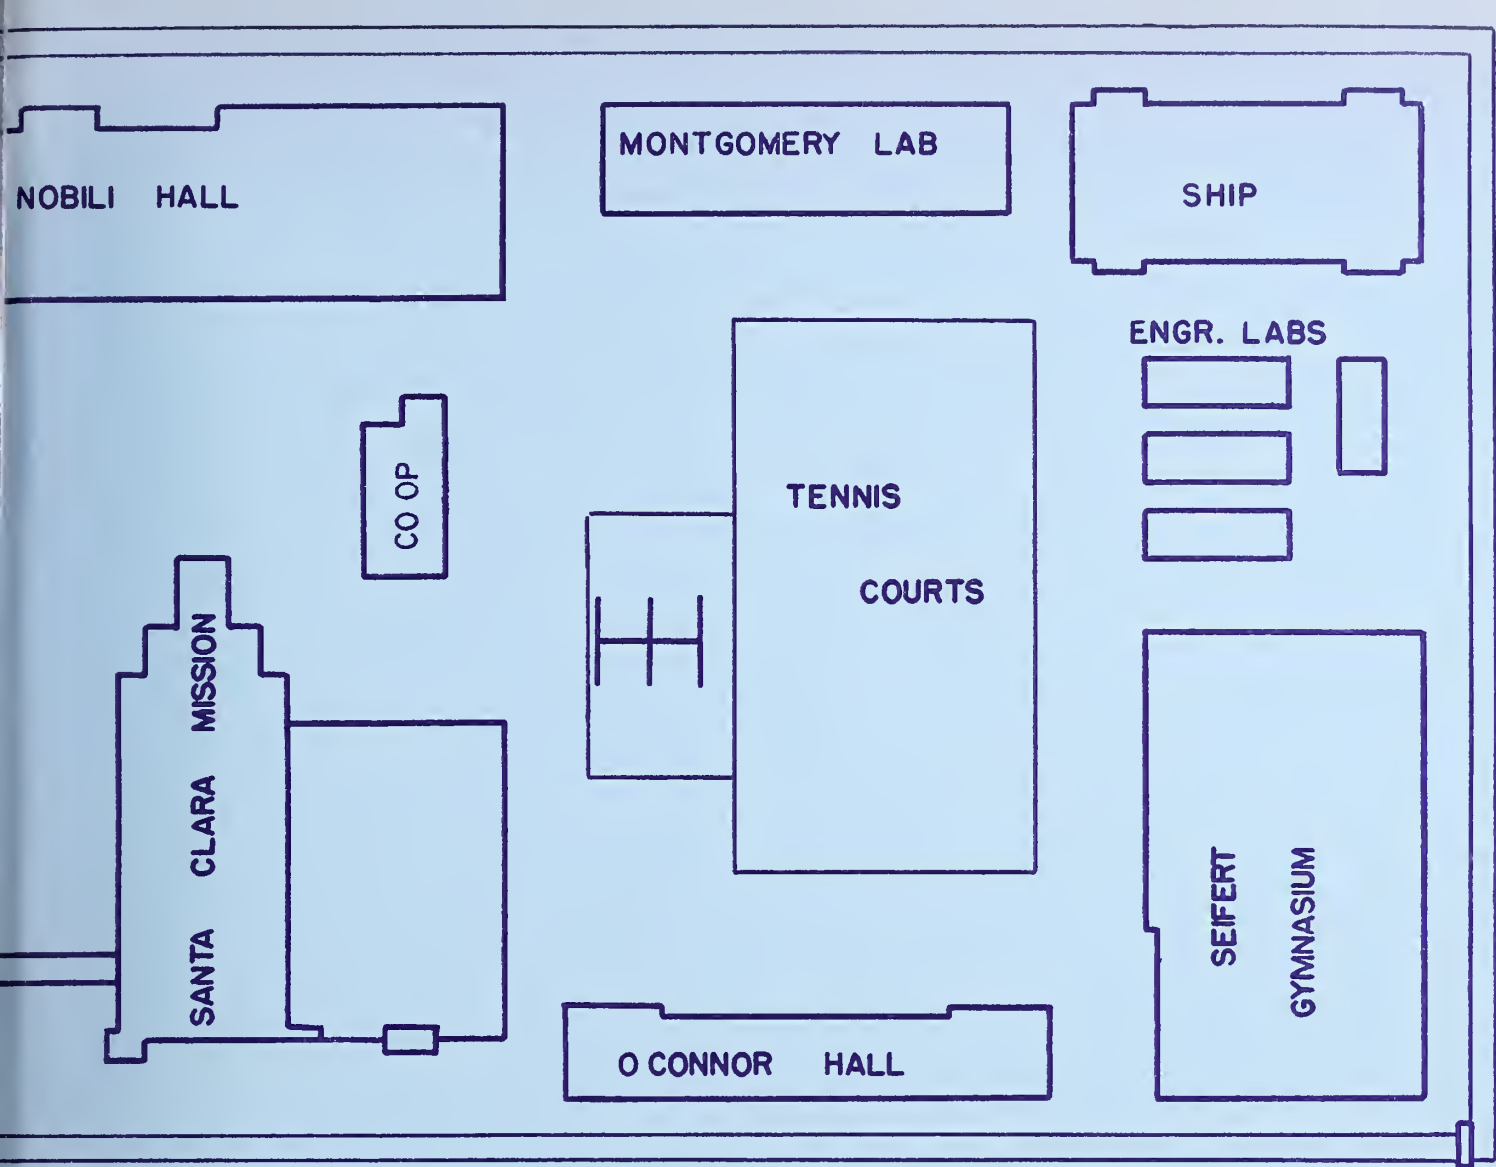 MONTGOMERY LAB
NOBILI HALL
SHIP
ENGR. LABS
CO OP
TENNIS
COURTS
SANTA CLARA MISSION
SEIFERT
GYMNASIUM
O CONNOR HALL